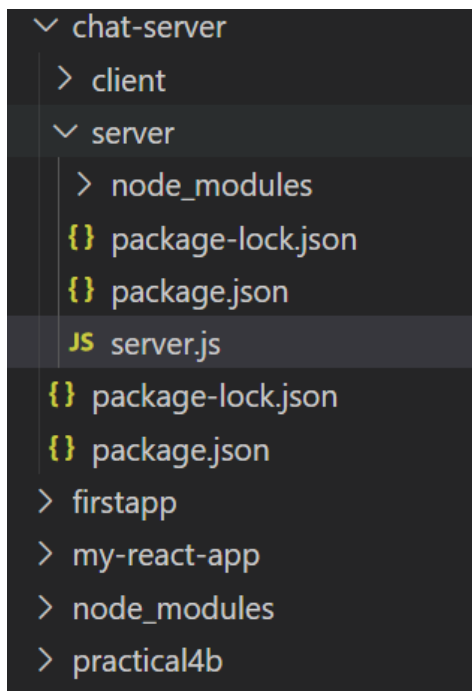 chat-server
client
server
node_modules
{} package-lock.json
{} package.json
JS server.js
{} package-lock.json
{} package.json
firstapp
my-react-app
node_modules
practical4b